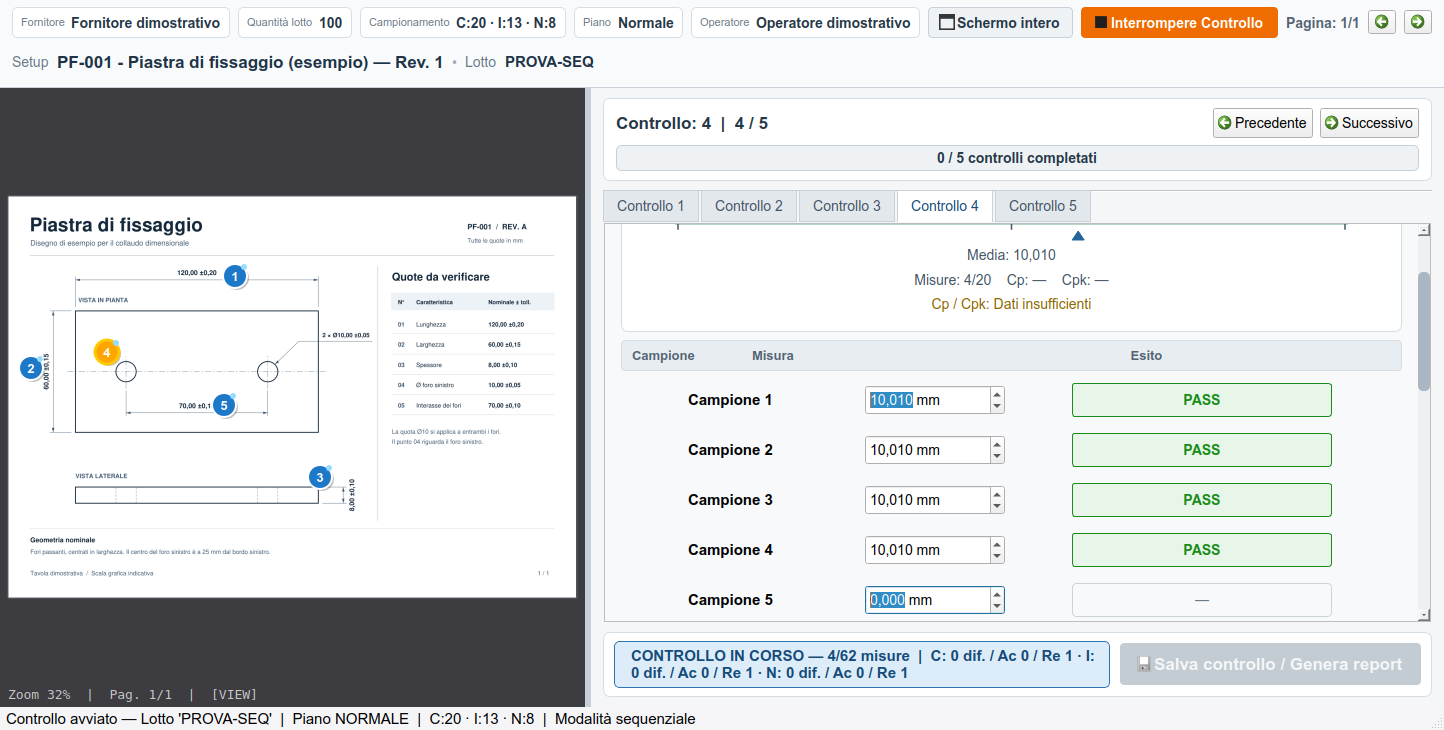 Fornitore Fornitore dimostrativo Quantità lotto 100 Campionamento C:20 · I:13 · N:8 Piano Normale Operatore Operatore dimostrativo Schermo intero Interrompere Controllo Pagina: 1/1
Setup PF-001 - Piastra di fissaggio (esempio) — Rev. 1 • Lotto PROVA-SEQ
Piastra di fissaggio
Disegno di esempio per il collaudo dimensionale
PF-001 / REV. A
Tutte le quote in mm
120,00 ±0,20
1
VISTA IN PIANTA
2 × Ø10,00 ±0,05
4
2
60,00 ±0,15
70,00 ±0,1
5
VISTA LATERALE
3
8,00 ±0,10
Quote da verificare
N° Caratteristica Nominale ± toll.
01 Lunghezza 120,00 ±0,20
02 Larghezza 60,00 ±0,15
03 Spessore 8,00 ±0,10
04 Ø foro sinistro 10,00 ±0,05
05 Interasse dei fori 70,00 ±0,10
La quota Ø10 si applica a entrambi i fori.
Il punto 04 riguarda il foro sinistro.
Geometria nominale
Fori passanti, centrati in larghezza. Il centro del foro sinistro è a 25 mm dal bordo sinistro.
Tavola dimostrativa / Scala grafica indicativa
1 / 1
Zoom 32% | Pag. 1/1 | [VIEW]
Controllo: 4 | 4 / 5
Precedente Successivo
0 / 5 controlli completati
Controllo 1 Controllo 2 Controllo 3 Controllo 4 Controllo 5
Media: 10,010
Misure: 4/20 Cp: — Cpk: —
Cp / Cpk: Dati insufficienti
Campione Misura Esito
Campione 1 10,010 mm PASS
Campione 2 10,010 mm PASS
Campione 3 10,010 mm PASS
Campione 4 10,010 mm PASS
Campione 5 0,000 mm —
CONTROLLO IN CORSO — 4/62 misure | C: 0 dif. / Ac 0 / Re 1 · I:
0 dif. / Ac 0 / Re 1 · N: 0 dif. / Ac 0 / Re 1
Salva controllo / Genera report
Controllo avviato — Lotto 'PROVA-SEQ' | Piano NORMALE | C:20 · I:13 · N:8 | Modalità sequenziale